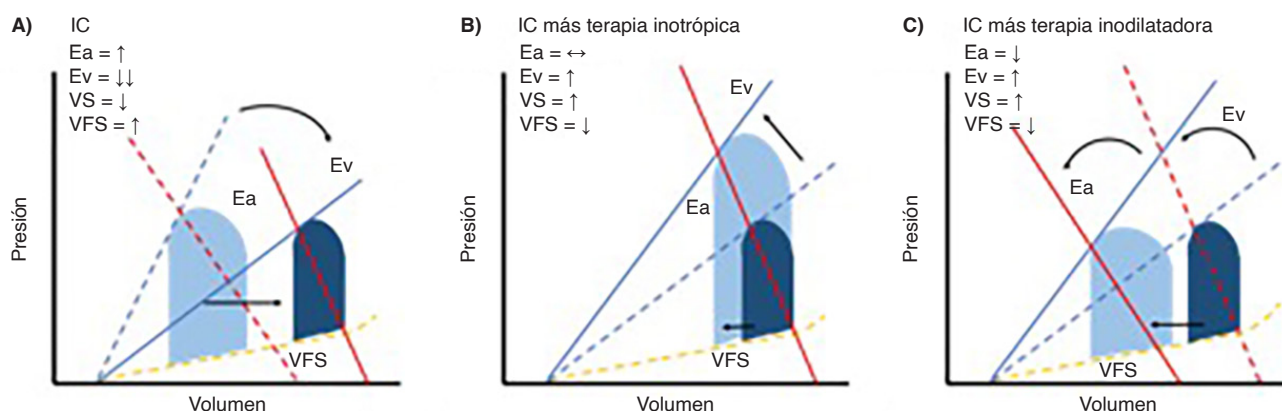 A) IC
Ea = ↑
Ev = ↓↓
VS = ↓
VFS = ↑
Ev
Ea
VFS
Presión
Volumen
B) IC más terapia inotrópica
Ea = ↔
Ev = ↑
VS = ↑
VFS = ↓
Ev
Ea
VFS
Presión
Volumen
C) IC más terapia inodilatadora
Ea = ↓
Ev = ↑
VS = ↑
VFS = ↓
Ev
Ea
VFS
Presión
Volumen